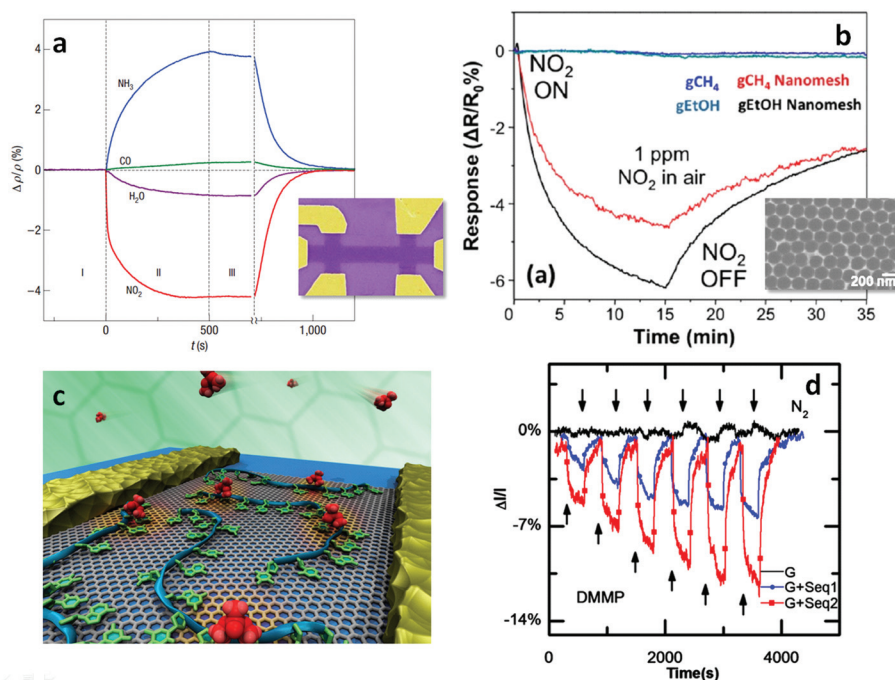 a
4
2
0
−2
−4
Δ ρ/ρ (%)
NH3
CO
H2O
NO2
I
II
III
0
500
1,000
t (s)
b
0
-2
-4
-6
Response (ΔR/R0%)
NO2
ON
gCH4 gCH4 Nanomesh
gEtOH gEtOH Nanomesh
1 ppm
NO2 in air
NO2
OFF
(a)
200 nm
0 5 10 15 20 25 30 35
Time (min)
c
d
N2
0%
-7%
-14%
ΔI/I
DMMP
G
G+Seq1
G+Seq2
0 2000 4000
Time(s)